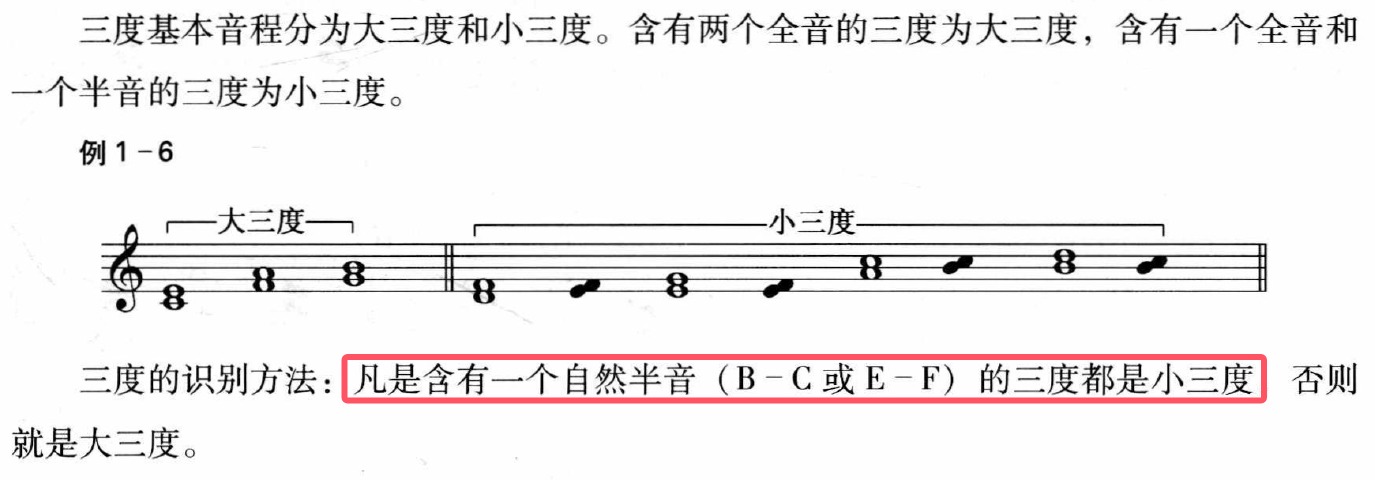 三度基本音程分为大三度和小三度。含有两个全音的三度为大三度，含有一个全音和
一个半音的三度为小三度。
例1-6
大三度 小三度
三度的识别方法：凡是含有一个自然半音（B-C或E-F）的三度都是小三度 否则
就是大三度。